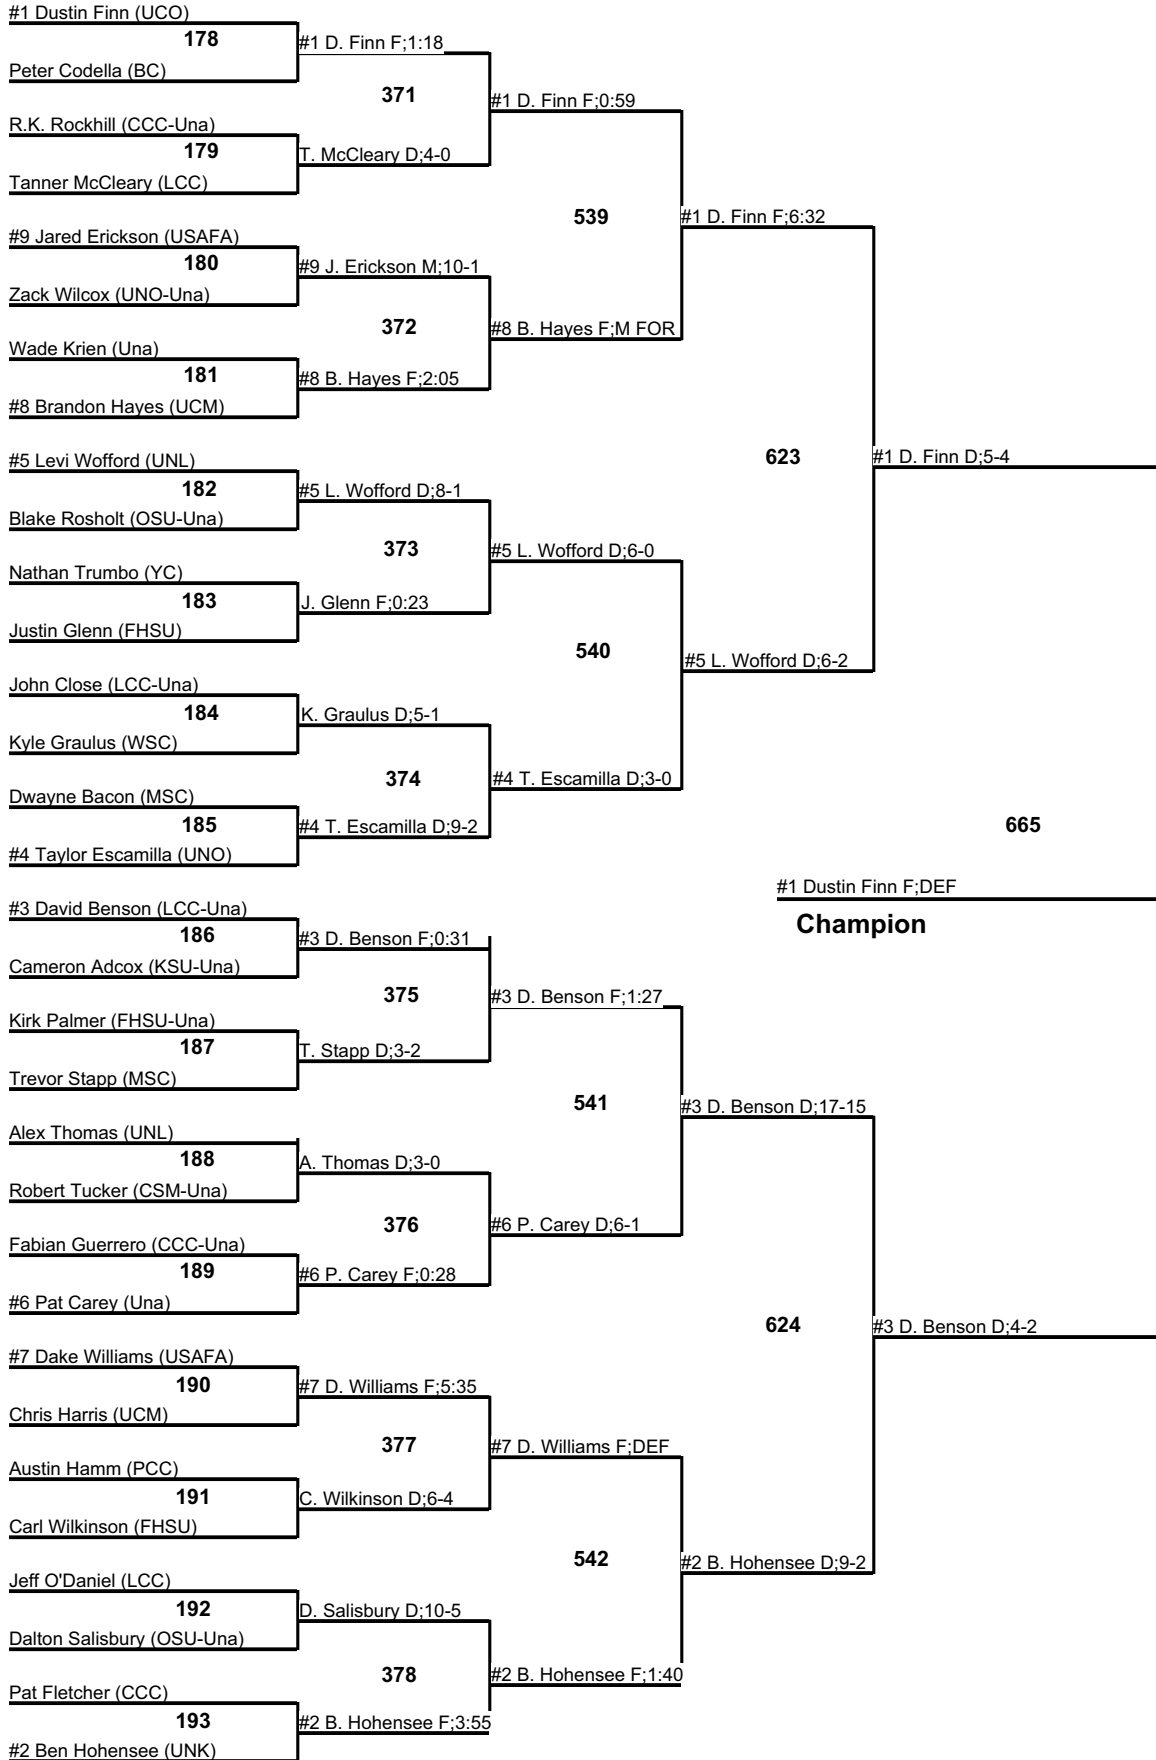 #1 Dustin Finn (UCO)
178
#1 D. Finn F;1:18
Peter Codella (BC)
371
#1 D. Finn F;0:59
R.K. Rockhill (CCC-Una)
179
T. McCleary D;4-0
Tanner McCleary (LCC)
539
#1 D. Finn F;6:32
#9 Jared Erickson (USAFA)
180
#9 J. Erickson M;10-1
Zack Wilcox (UNO-Una)
372
#8 B. Hayes F;M FOR
Wade Krien (Una)
181
#8 B. Hayes F;2:05
#8 Brandon Hayes (UCM)
623
#1 D. Finn D;5-4
#5 Levi Wofford (UNL)
182
#5 L. Wofford D;8-1
Blake Rosholt (OSU-Una)
373
#5 L. Wofford D;6-0
Nathan Trumbo (YC)
183
J. Glenn F;0:23
Justin Glenn (FHSU)
540
#5 L. Wofford D;6-2
John Close (LCC-Una)
184
K. Graulus D;5-1
Kyle Graulus (WSC)
374
#4 T. Escamilla D;3-0
Dwayne Bacon (MSC)
185
#4 T. Escamilla D;9-2
665
#4 Taylor Escamilla (UNO)
#1 Dustin Finn F;DEF
Champion
#3 David Benson (LCC-Una)
186
#3 D. Benson F;0:31
Cameron Adcox (KSU-Una)
375
#3 D. Benson F;1:27
Kirk Palmer (FHSU-Una)
187
T. Stapp D;3-2
Trevor Stapp (MSC)
541
#3 D. Benson D;17-15
Alex Thomas (UNL)
188
A. Thomas D;3-0
Robert Tucker (CSM-Una)
376
#6 P. Carey D;6-1
Fabian Guerrero (CCC-Una)
189
#6 P. Carey F;0:28
#6 Pat Carey (Una)
624
#3 D. Benson D;4-2
#7 Dake Williams (USAFA)
190
#7 D. Williams F;5:35
Chris Harris (UCM)
377
#7 D. Williams F;DEF
Austin Hamm (PCC)
191
C. Wilkinson D;6-4
Carl Wilkinson (FHSU)
542
#2 B. Hohensee D;9-2
Jeff O'Daniel (LCC)
192
D. Salisbury D;10-5
Dalton Salisbury (OSU-Una)
378
#2 B. Hohensee F;1:40
Pat Fletcher (CCC)
193
#2 B. Hohensee F;3:55
#2 Ben Hohensee (UNK)